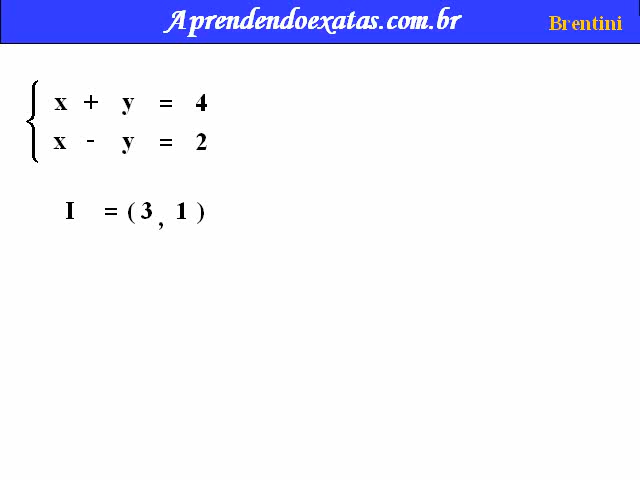 Aprendendoexatas.com.br
Brentini
x + y = 4
x - y = 2
I = ( 3 , 1 )